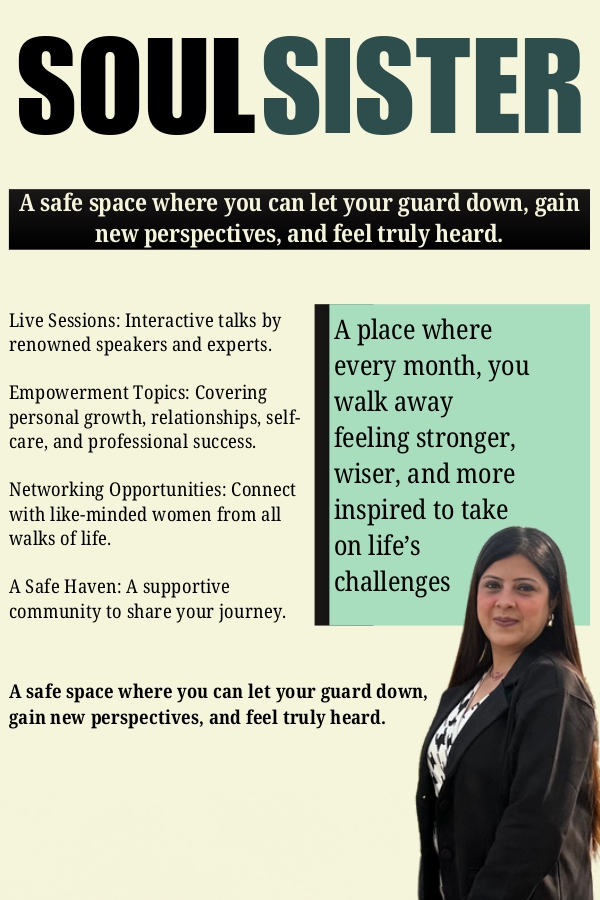 SOULSISTER
A safe space where you can let your guard down, gain
new perspectives, and feel truly heard.
Live Sessions: Interactive talks by
renowned speakers and experts.
Empowerment Topics: Covering
personal growth, relationships, self-
care, and professional success.
Networking Opportunities: Connect
with like-minded women from all
walks of life.
A Safe Haven: A supportive
community to share your journey.
A place where
every month, you
walk away
feeling stronger,
wiser, and more
inspired to take
on life’s
challenges
A safe space where you can let your guard down,
gain new perspectives, and feel truly heard.